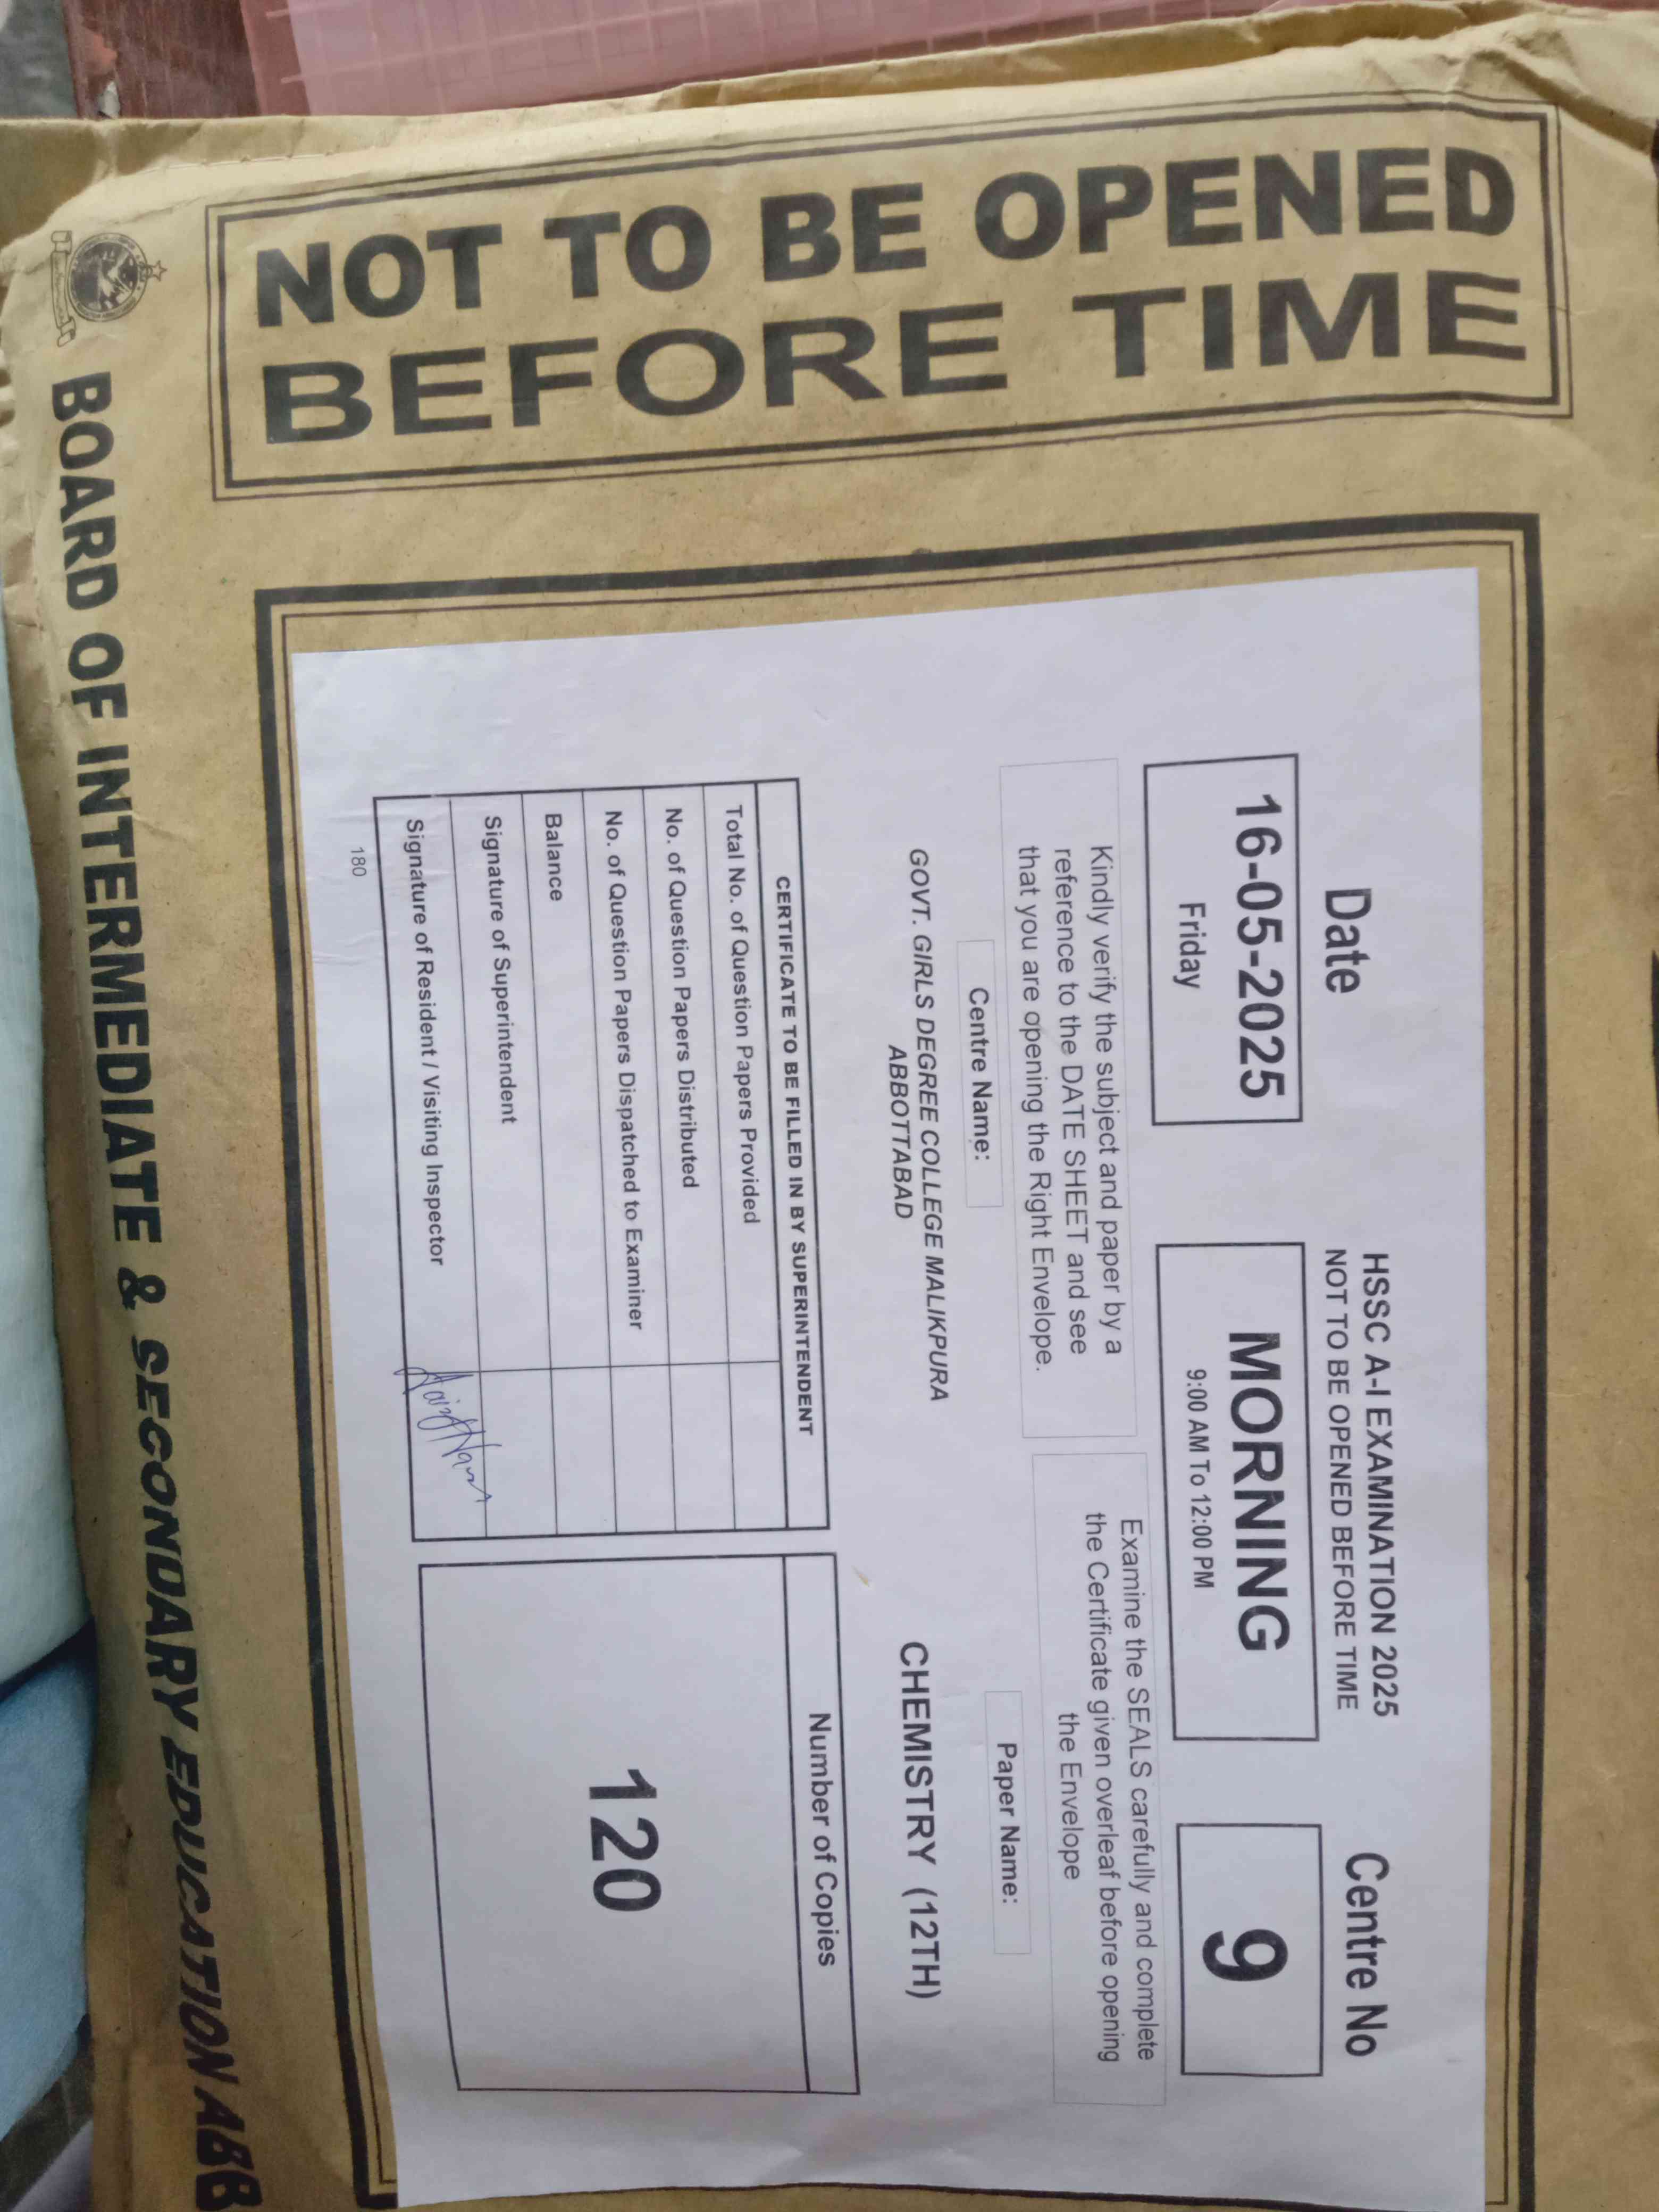 NOT TO BE OPENED
BEFORE TIME
HSSC A-I EXAMINATION 2025
NOT TO BE OPENED BEFORE TIME
Date
16-05-2025
Friday
MORNING
9:00 AM To 12:00 PM
Centre No
9
Kindly verify the subject and paper by a
reference to the DATE SHEET and see
that you are opening the Right Envelope.
Examine the SEALS carefully and complete
the Certificate given overleaf before opening
the Envelope
Centre Name:
GOVT. GIRLS DEGREE COLLEGE MALIKPURA
ABBOTTABAD
Paper Name:
CHEMISTRY (12TH)
CERTIFICATE TO BE FILLED IN BY SUPERINTENDENT
Total No. of Question Papers Provided
No. of Question Papers Distributed
No. of Question Papers Dispatched to Examiner
Balance
Signature of Superintendent
Signature of Resident / Visiting Inspector
Number of Copies
120
180
BOARD OF INTERMEDIATE & SECONDARY EDUCATION ABB